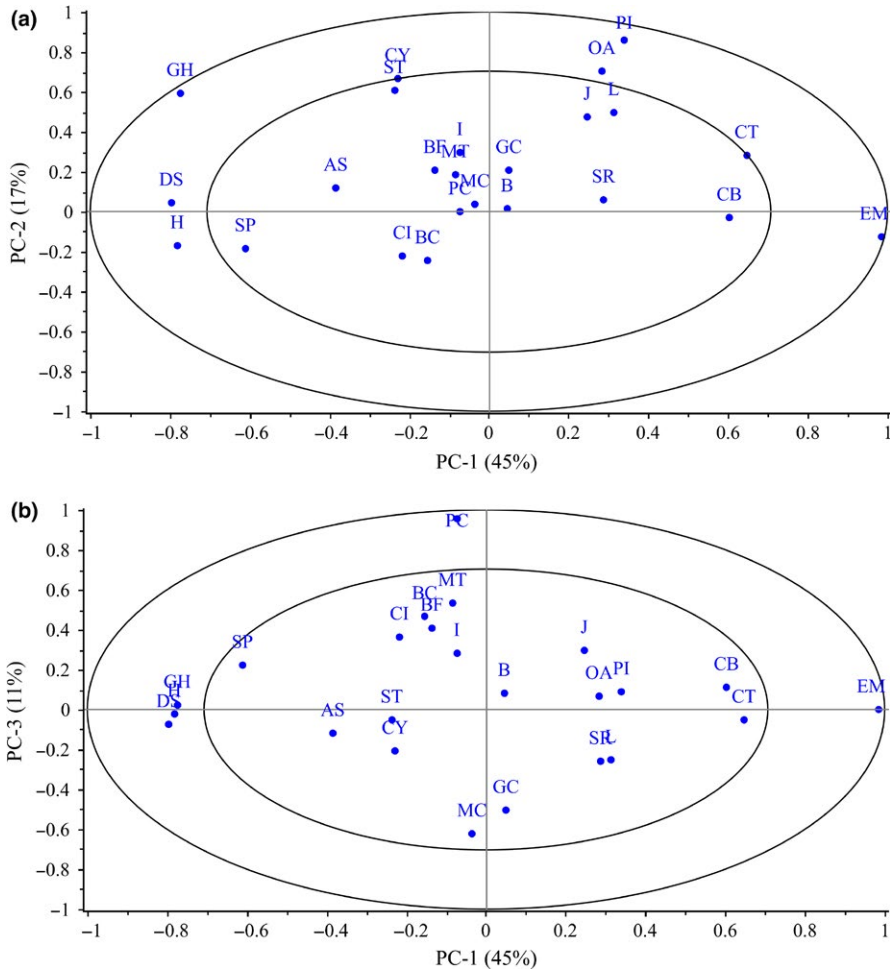 (a)
1
0.8
0.6
0.4
0.2
0
−0.2
−0.4
−0.6
−0.8
−1
PC-2 (17%)
PI
OA
CY
ST
GH
J
L
I
BF
MT
GC
CT
AS
DS
MC
PC
B
SR
CB
H
SP
CI
BC
EM
−1
−0.8
−0.6
−0.4
−0.2
0
0.2
0.4
0.6
0.8
1
PC-1 (45%)
(b)
1
0.8
0.6
0.4
0.2
0
−0.2
−0.4
−0.6
−0.8
−1
PC-3 (11%)
PC
MT
BC
BF
CI
I
J
SP
GH
H
DS
B
OA
PI
CB
CT
EM
ST
AS
CY
SR
L
GC
MC
−1
−0.8
−0.6
−0.4
−0.2
0
0.2
0.4
0.6
0.8
1
PC-1 (45%)